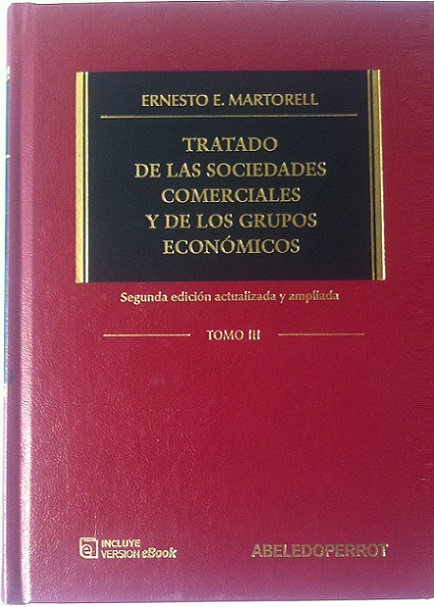 ERNESTO E. MARTORELL
TRATADO
DE LAS SOCIEDADES
COMERCIALES
Y DE LOS GRUPOS
ECONÓMICOS
Segunda edición actualizada y ampliada
TOMO III
e INCLUYE
VERSION eBook
ABELEDOPERROT